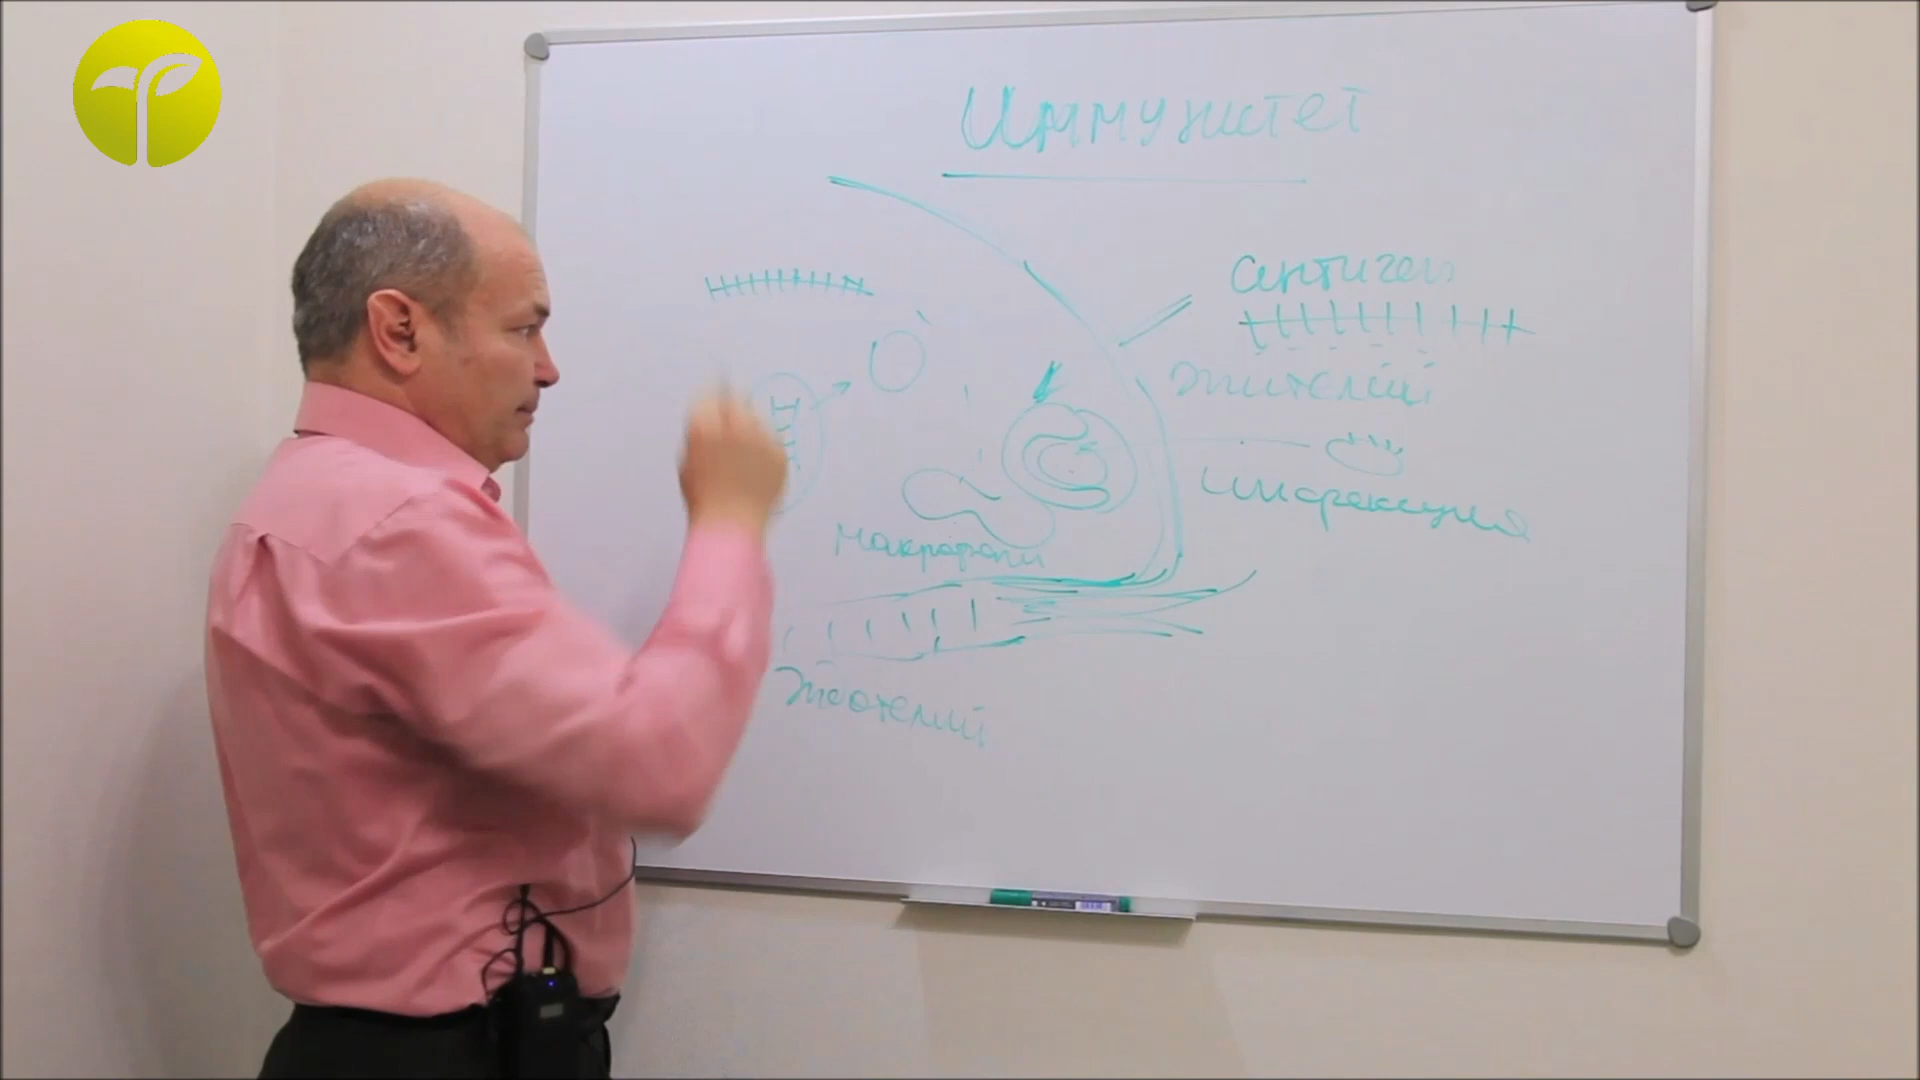 Иммунитет
антиген
Эпителий
инфекция
макрофаги
Эндотелий